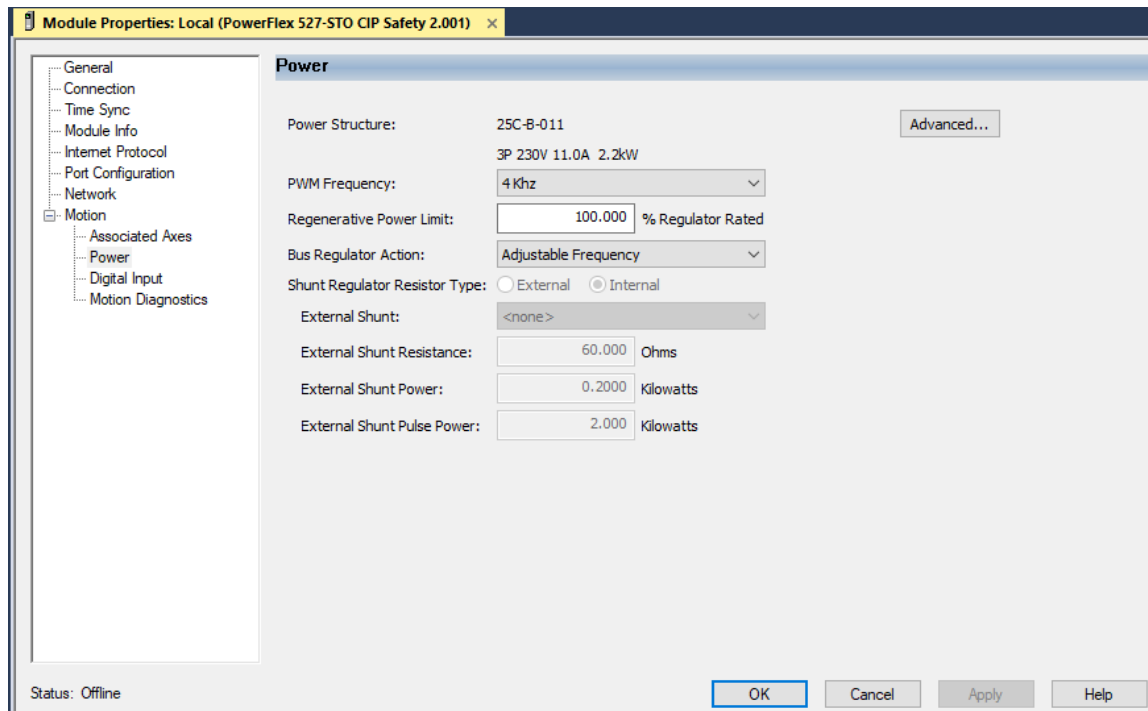 Module Properties: Local (PowerFlex 527-STO CIP Safety 2.001) ×
General
Connection
Time Sync
Module Info
Internet Protocol
Port Configuration
Network
Motion
Associated Axes
Power
Digital Input
Motion Diagnostics
Power
Power Structure: 25C-B-011 Advanced...
3P 230V 11.0A 2.2kW
PWM Frequency: 4 Khz
Regenerative Power Limit: 100.000 % Regulator Rated
Bus Regulator Action: Adjustable Frequency
Shunt Regulator Resistor Type: External Internal
External Shunt: <none>
External Shunt Resistance: 60.000 Ohms
External Shunt Power: 0.2000 Kilowatts
External Shunt Pulse Power: 2.000 Kilowatts
Status: Offline OK Cancel Apply Help